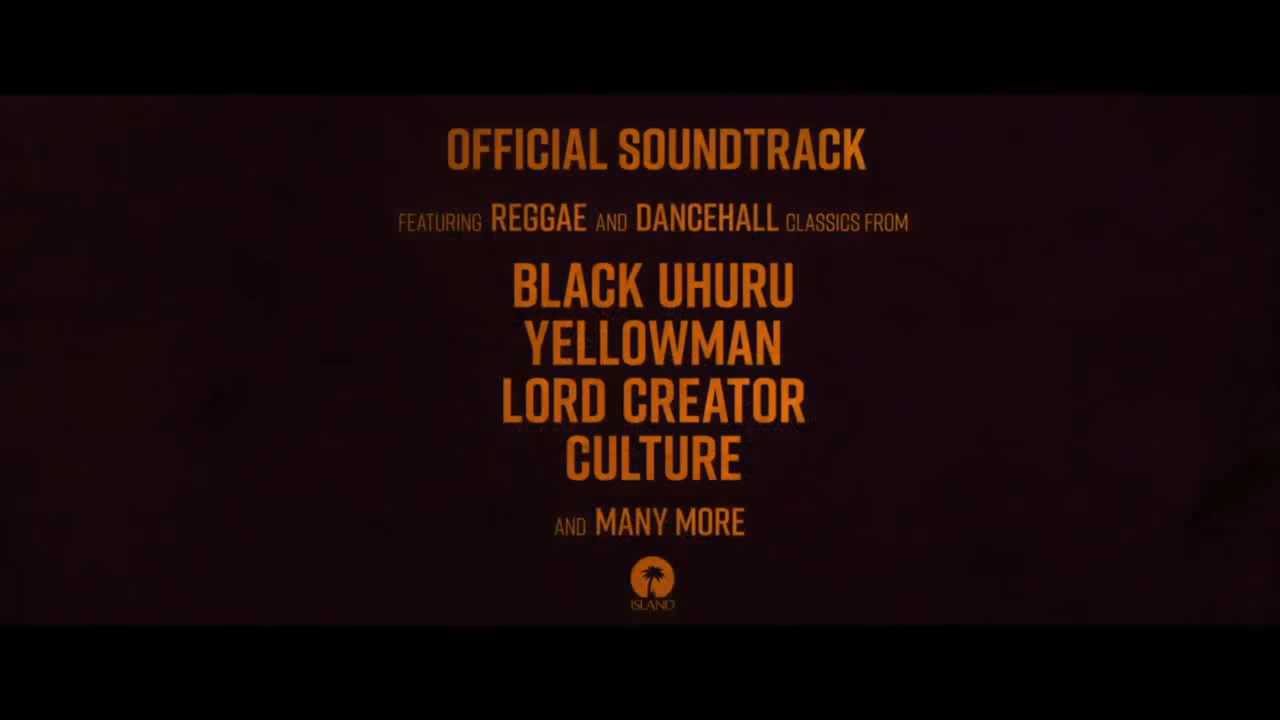 OFFICIAL SOUNDTRACK
FEATURING REGGAE AND DANCEHALL CLASSICS FROM
BLACK UHURU
YELLOWMAN
LORD CREATOR
CULTURE
AND MANY MORE
ISLAND